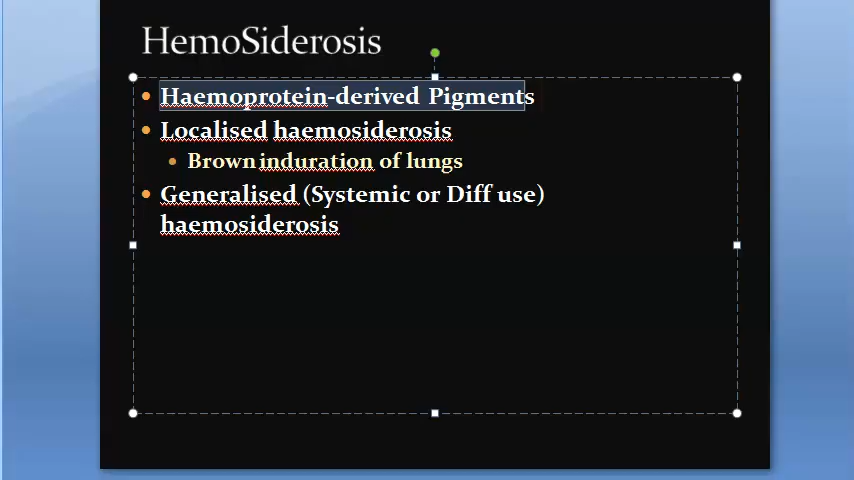 HemoSiderosis
Haemoprotein-derived Pigments
Localised haemosiderosis
Brown induration of lungs
Generalised (Systemic or Diff use)
haemosiderosis